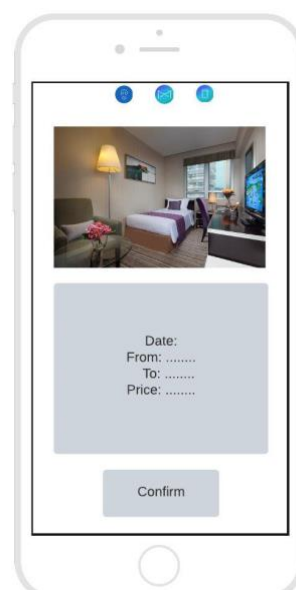 Date:
From: ........
To: ........
Price: ........
Confirm